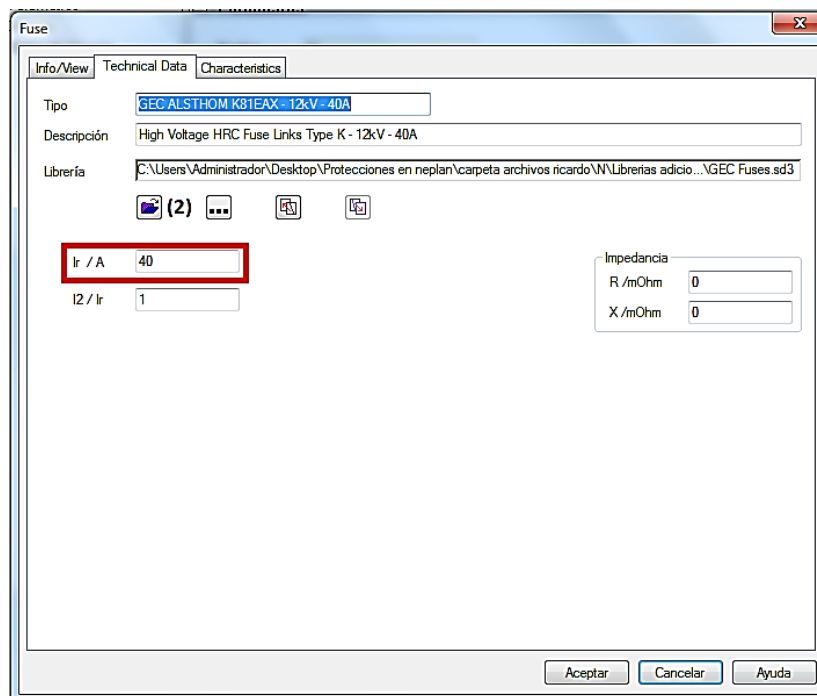 Fuse
Info/View Technical Data Characteristics
Tipo GEC ALSTHOM K81EAX - 12kV - 40A
Descripción High Voltage HRC Fuse Links Type K - 12kV - 40A
Librería C:\Users\Administrador\Desktop\Protecciones en neplan\carpeta archivos ricardo\N\Librerias adicio...\GEC Fuses.sd3
(2) ...
Ir / A 40
I2 / Ir 1
Impedancia
R /mOhm 0
X /mOhm 0
Aceptar Cancelar Ayuda